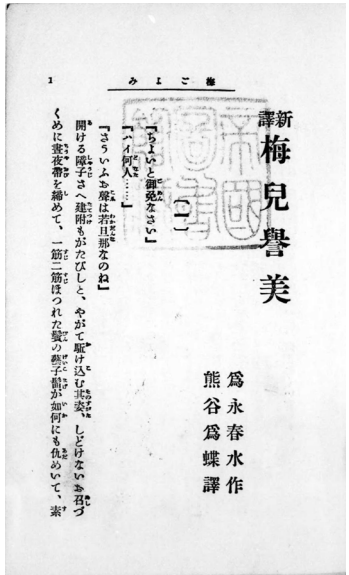 梅ごよみ
1
新譯 梅兒譽美
爲永春水作
熊谷爲蝶譯
(一)
『ちよいと御免なさい』
『ハイ何人……』
『さういふお聲は若旦那なのね』
開ける障子さへ建附もがたびしと、やがて駈け込む其姿、しどけないお召づ
くめに晝夜帶を締めて、一筋二筋ほつれた髮の藝子髷が如何にも仇めいて、素